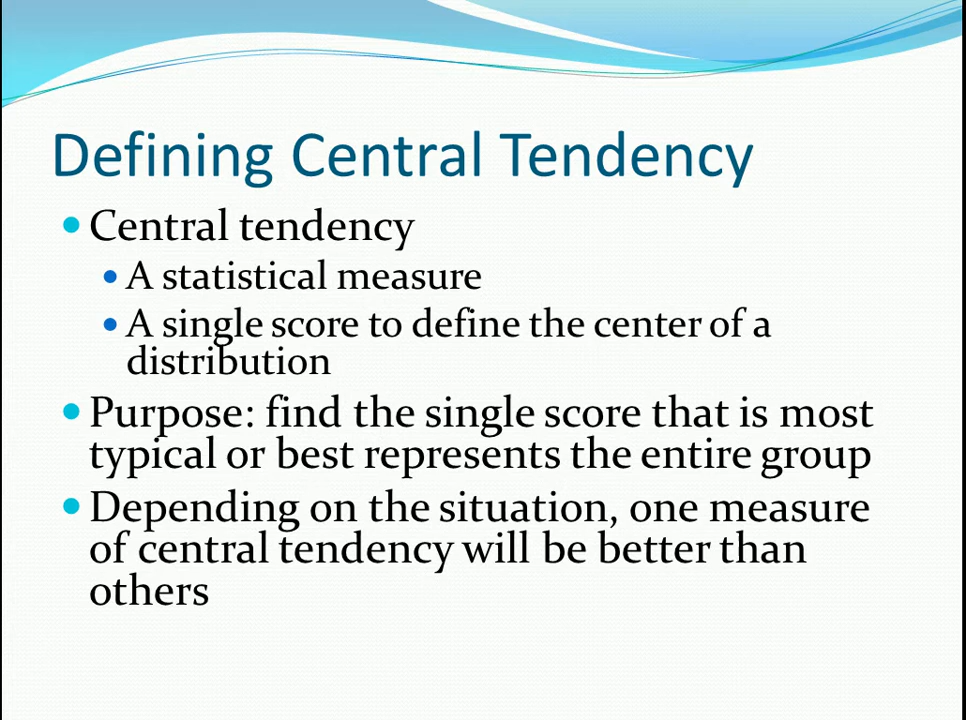 Defining Central Tendency
• Central tendency
• A statistical measure
• A single score to define the center of a
distribution
• Purpose: find the single score that is most
typical or best represents the entire group
• Depending on the situation, one measure
of central tendency will be better than
others